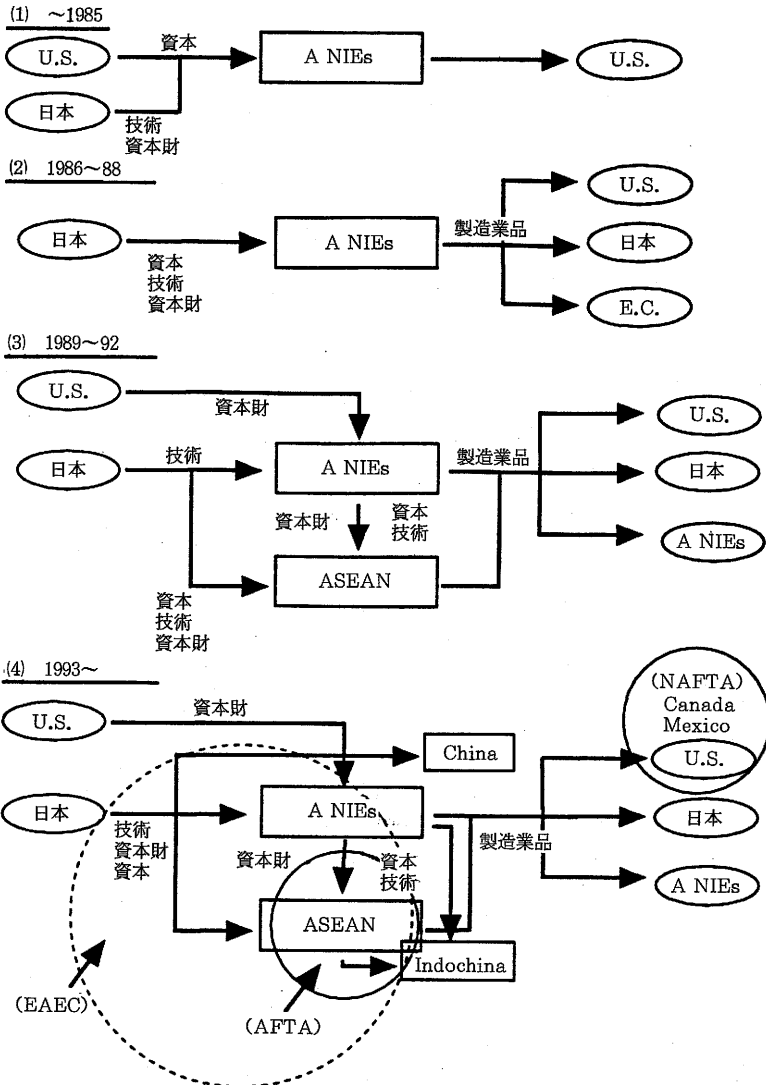 (1) ～1985
U.S.
資本
A NIEs
U.S.
日本
技術
資本財
(2) 1986～88
U.S.
日本
資本
技術
資本財
A NIEs
製造業品
日本
E.C.
(3) 1989～92
U.S.
資本財
U.S.
日本
技術
A NIEs
製造業品
日本
資本財
資本
技術
A NIEs
ASEAN
資本
技術
資本財
(4) 1993～
U.S.
資本財
(NAFTA)
Canada
Mexico
U.S.
China
日本
技術
資本財
資本
A NIEs
製造業品
日本
資本財
資本
技術
A NIEs
ASEAN
Indochina
(EAEC)
(AFTA)